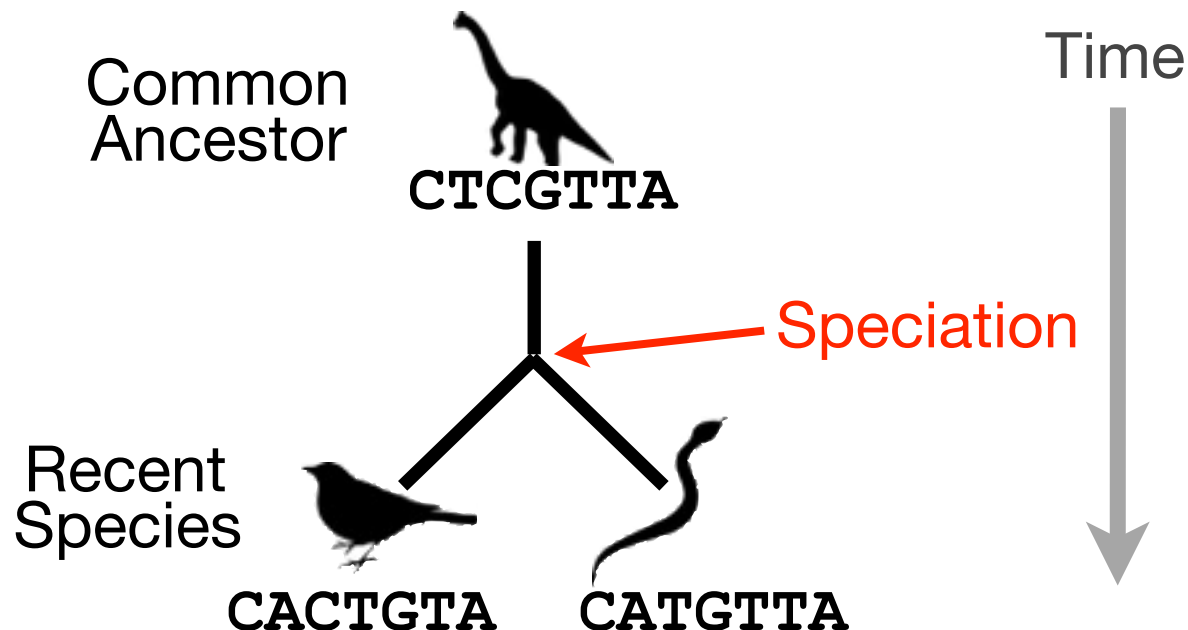 Common
Ancestor
Time
CTCGTTA
Speciation
Recent
Species
CACTGTA
CATGTTA